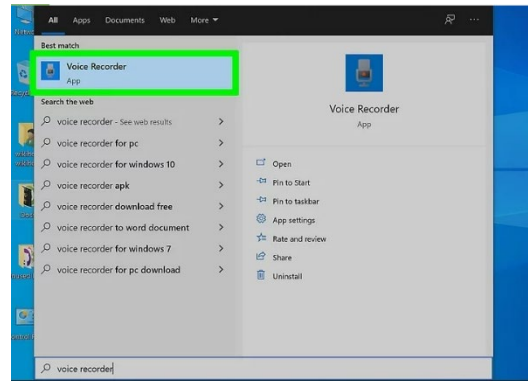 All Apps Documents Web More
Best match
Voice Recorder
App
Search the web
voice recorder - See web results
voice recorder for pc
voice recorder for windows 10
voice recorder apk
voice recorder download free
voice recorder to word document
voice recorder for windows 7
voice recorder for pc download
Voice Recorder
App
Open
Pin to Start
Pin to taskbar
App settings
Rate and review
Share
Uninstall
voice recorder